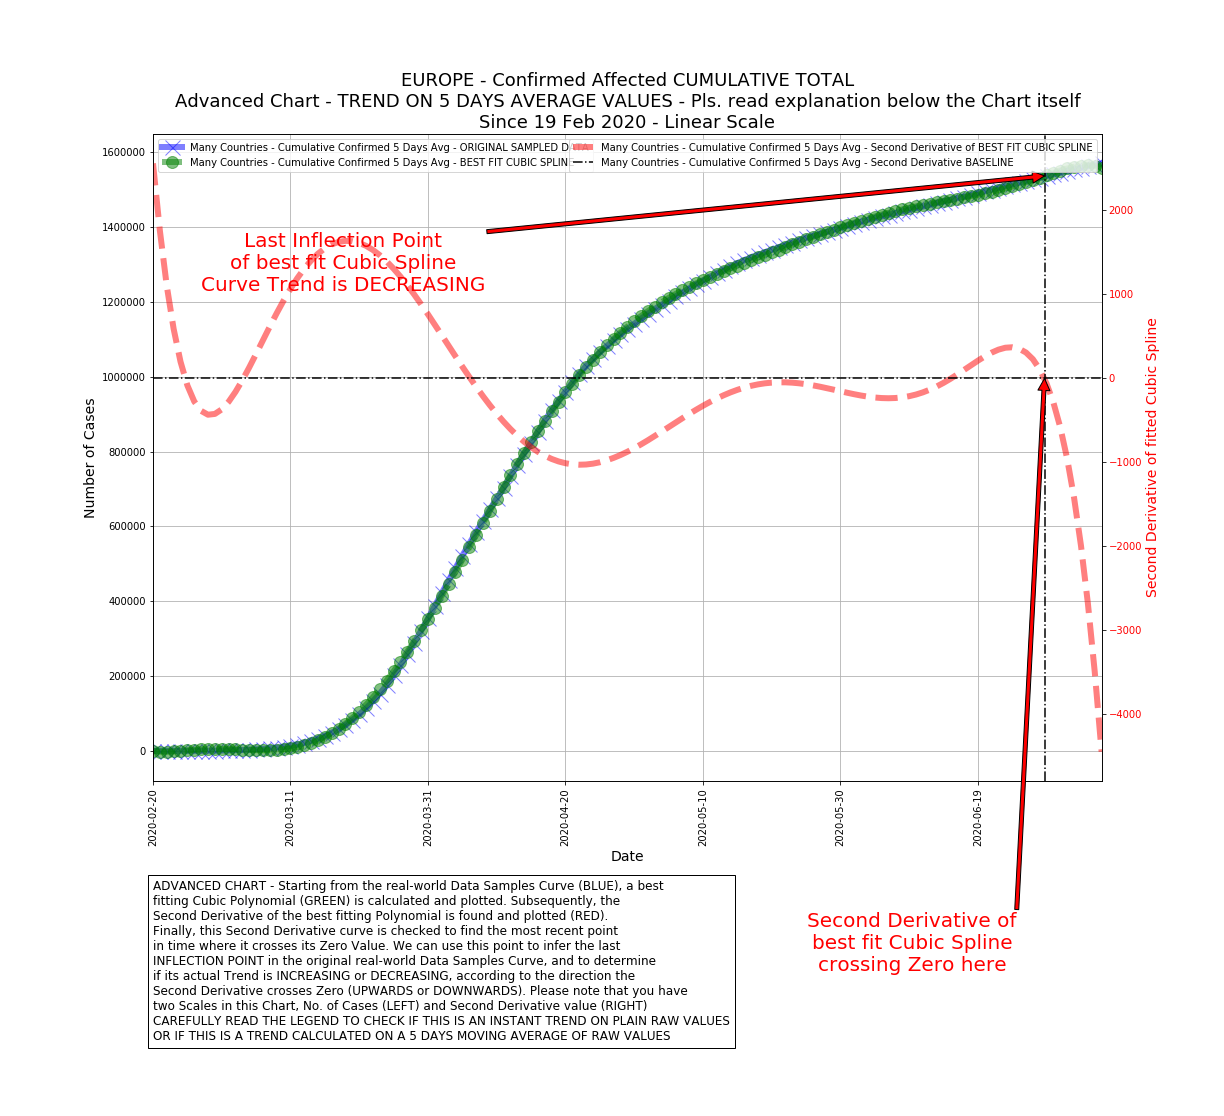 EUROPE - Confirmed Affected CUMULATIVE TOTAL
Advanced Chart - TREND ON 5 DAYS AVERAGE VALUES - Pls. read explanation below the Chart itself
Since 19 Feb 2020 - Linear Scale
Many Countries - Cumulative Confirmed 5 Days Avg - ORIGINAL SAMPLED DATA
Many Countries - Cumulative Confirmed 5 Days Avg - BEST FIT CUBIC SPLINE
Many Countries - Cumulative Confirmed 5 Days Avg - Second Derivative of BEST FIT CUBIC SPLINE
Many Countries - Cumulative Confirmed 5 Days Avg - Second Derivative BASELINE
Last Inflection Point
of best fit Cubic Spline
Curve Trend is DECREASING
Number of Cases
1600000
1400000
1200000
1000000
800000
600000
400000
200000
0
2000
1000
0
−1000
−2000
−3000
−4000
Second Derivative of fitted Cubic Spline
2020-02-20
2020-03-11
2020-03-31
2020-04-20
2020-05-10
2020-05-30
2020-06-19
Date
ADVANCED CHART - Starting from the real-world Data Samples Curve (BLUE), a best
fitting Cubic Polynomial (GREEN) is calculated and plotted. Subsequently, the
Second Derivative of the best fitting Polynomial is found and plotted (RED).
Finally, this Second Derivative curve is checked to find the most recent point
in time where it crosses its Zero Value. We can use this point to infer the last
INFLECTION POINT in the original real-world Data Samples Curve, and to determine
if its actual Trend is INCREASING or DECREASING, according to the direction the
Second Derivative crosses Zero (UPWARDS or DOWNWARDS). Please note that you have
two Scales in this Chart, No. of Cases (LEFT) and Second Derivative value (RIGHT)
CAREFULLY READ THE LEGEND TO CHECK IF THIS IS AN INSTANT TREND ON PLAIN RAW VALUES
OR IF THIS IS A TREND CALCULATED ON A 5 DAYS MOVING AVERAGE OF RAW VALUES
Second Derivative of
best fit Cubic Spline
crossing Zero here